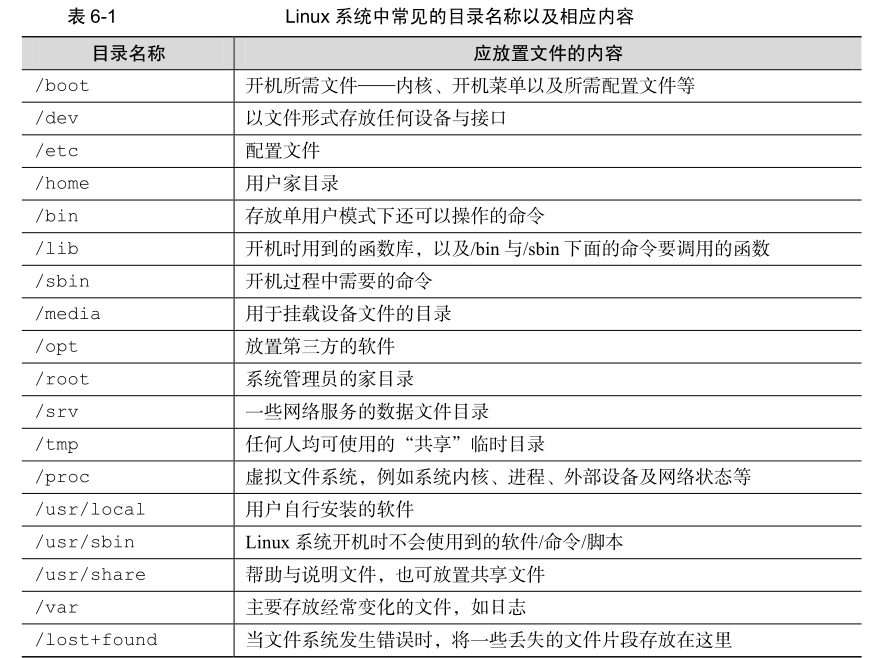 表 6-1 Linux 系统中常见的目录名称以及相应内容
目录名称 应放置文件的内容
/boot 开机所需文件——内核、开机菜单以及所需配置文件等
/dev 以文件形式存放任何设备与接口
/etc 配置文件
/home 用户家目录
/bin 存放单用户模式下还可以操作的命令
/lib 开机时用到的函数库，以及/bin 与/sbin 下面的命令要调用的函数
/sbin 开机过程中需要的命令
/media 用于挂载设备文件的目录
/opt 放置第三方的软件
/root 系统管理员的家目录
/srv 一些网络服务的数据文件目录
/tmp 任何人均可使用的“共享”临时目录
/proc 虚拟文件系统，例如系统内核、进程、外部设备及网络状态等
/usr/local 用户自行安装的软件
/usr/sbin Linux 系统开机时不会使用到的软件/命令/脚本
/usr/share 帮助与说明文件，也可放置共享文件
/var 主要存放经常变化的文件，如日志
/lost+found 当文件系统发生错误时，将一些丢失的文件片段存放在这里